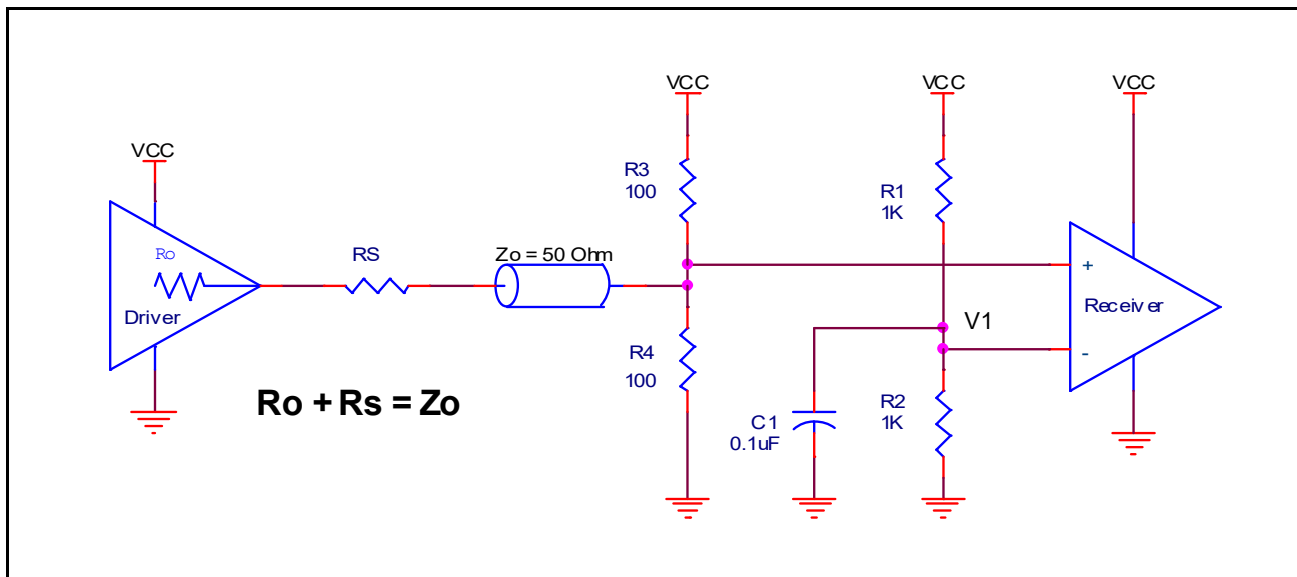 VCC
Ro
Driver
RS
Zo = 50 Ohm
Ro + Rs = Zo
VCC
R3
100
R4
100
VCC
R1
1K
V1
R2
1K
C1
0.1uF
VCC
+
Receiver
-